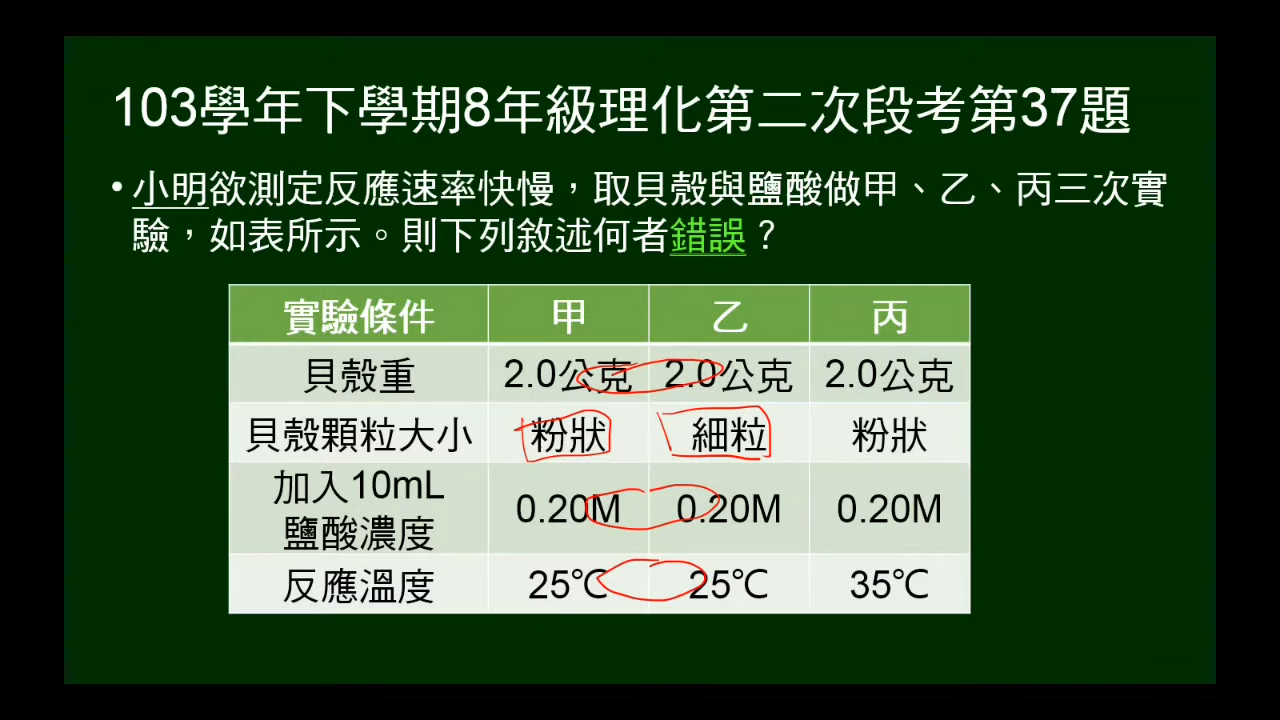 103學年下學期8年級理化第二次段考第37題
•小明欲測定反應速率快慢，取貝殼與鹽酸做甲、乙、丙三次實
驗，如表所示。則下列敘述何者錯誤？
實驗條件 甲 乙 丙
貝殼重 2.0公克 2.0公克 2.0公克
貝殼顆粒大小 粉狀 細粒 粉狀
加入10mL
鹽酸濃度 0.20M 0.20M 0.20M
反應溫度 25℃ 25℃ 35℃